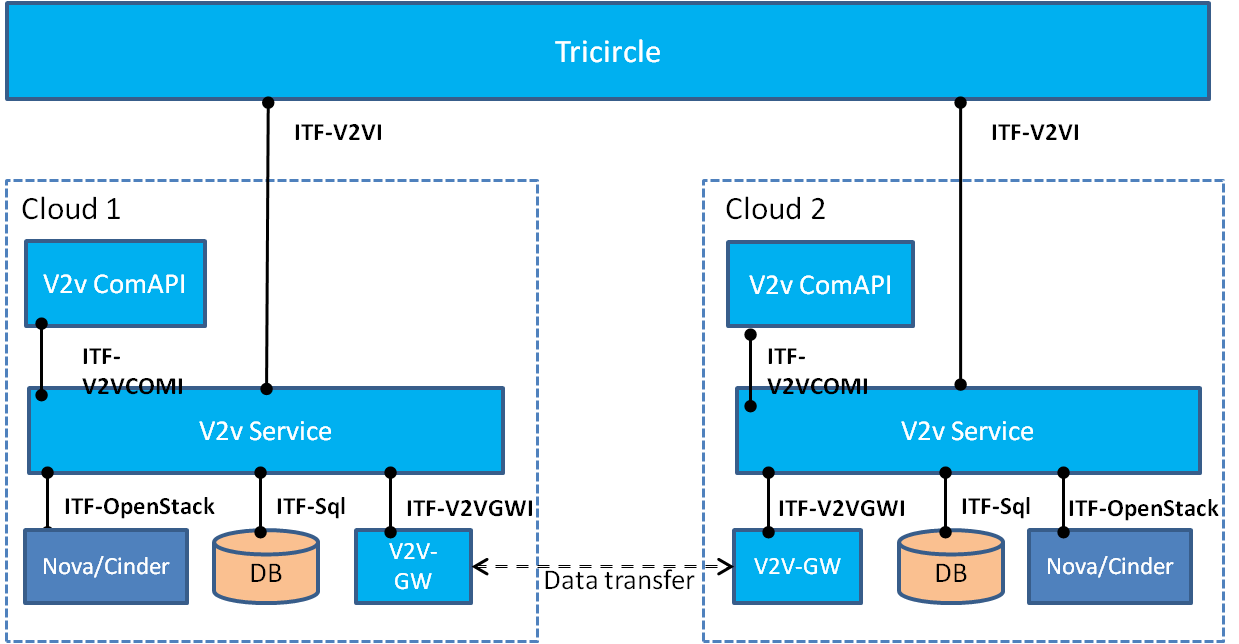 Tricircle
ITF-V2VI
ITF-V2VI
Cloud 1
V2v ComAPI
ITF-
V2VCOMI
V2v Service
ITF-OpenStack
ITF-Sql
ITF-V2VGWI
Nova/Cinder
DB
V2V-
GW
Data transfer
Cloud 2
V2v ComAPI
ITF-
V2VCOMI
V2v Service
ITF-V2VGWI
ITF-Sql
ITF-OpenStack
V2V-GW
DB
Nova/Cinder